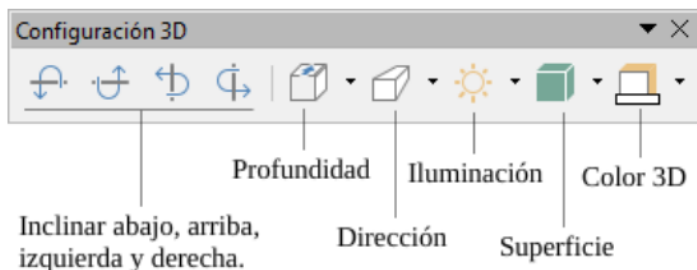 Configuración 3D
Profundidad
Iluminación
Color 3D
Inclinar abajo, arriba,
izquierda y derecha.
Dirección
Superficie